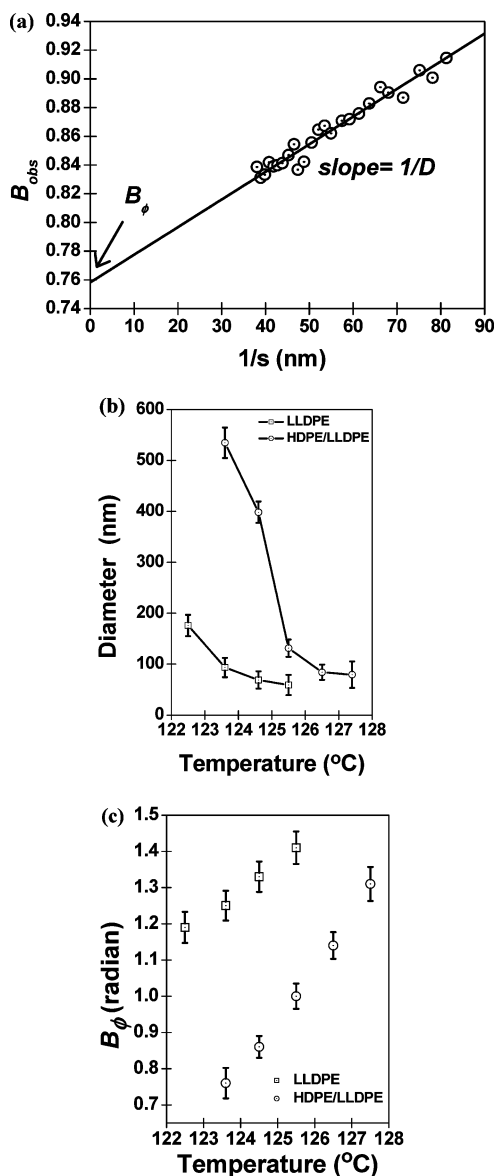 (a)
0.94
0.92
0.90
0.88
0.86
0.84
0.82
0.80
0.78
0.76
0.74
B_obs
B_ϕ
slope= 1/D
0 10 20 30 40 50 60 70 80 90
1/s (nm)
(b)
600
500
400
300
200
100
0
Diameter (nm)
LLDPE
HDPE/LLDPE
122 123 124 125 126 127 128
Temperature (ºC)
(c)
1.5
1.4
1.3
1.2
1.1
1.0
0.9
0.8
0.7
B_ϕ (radian)
LLDPE
HDPE/LLDPE
122 123 124 125 126 127 128
Temperature (ºC)